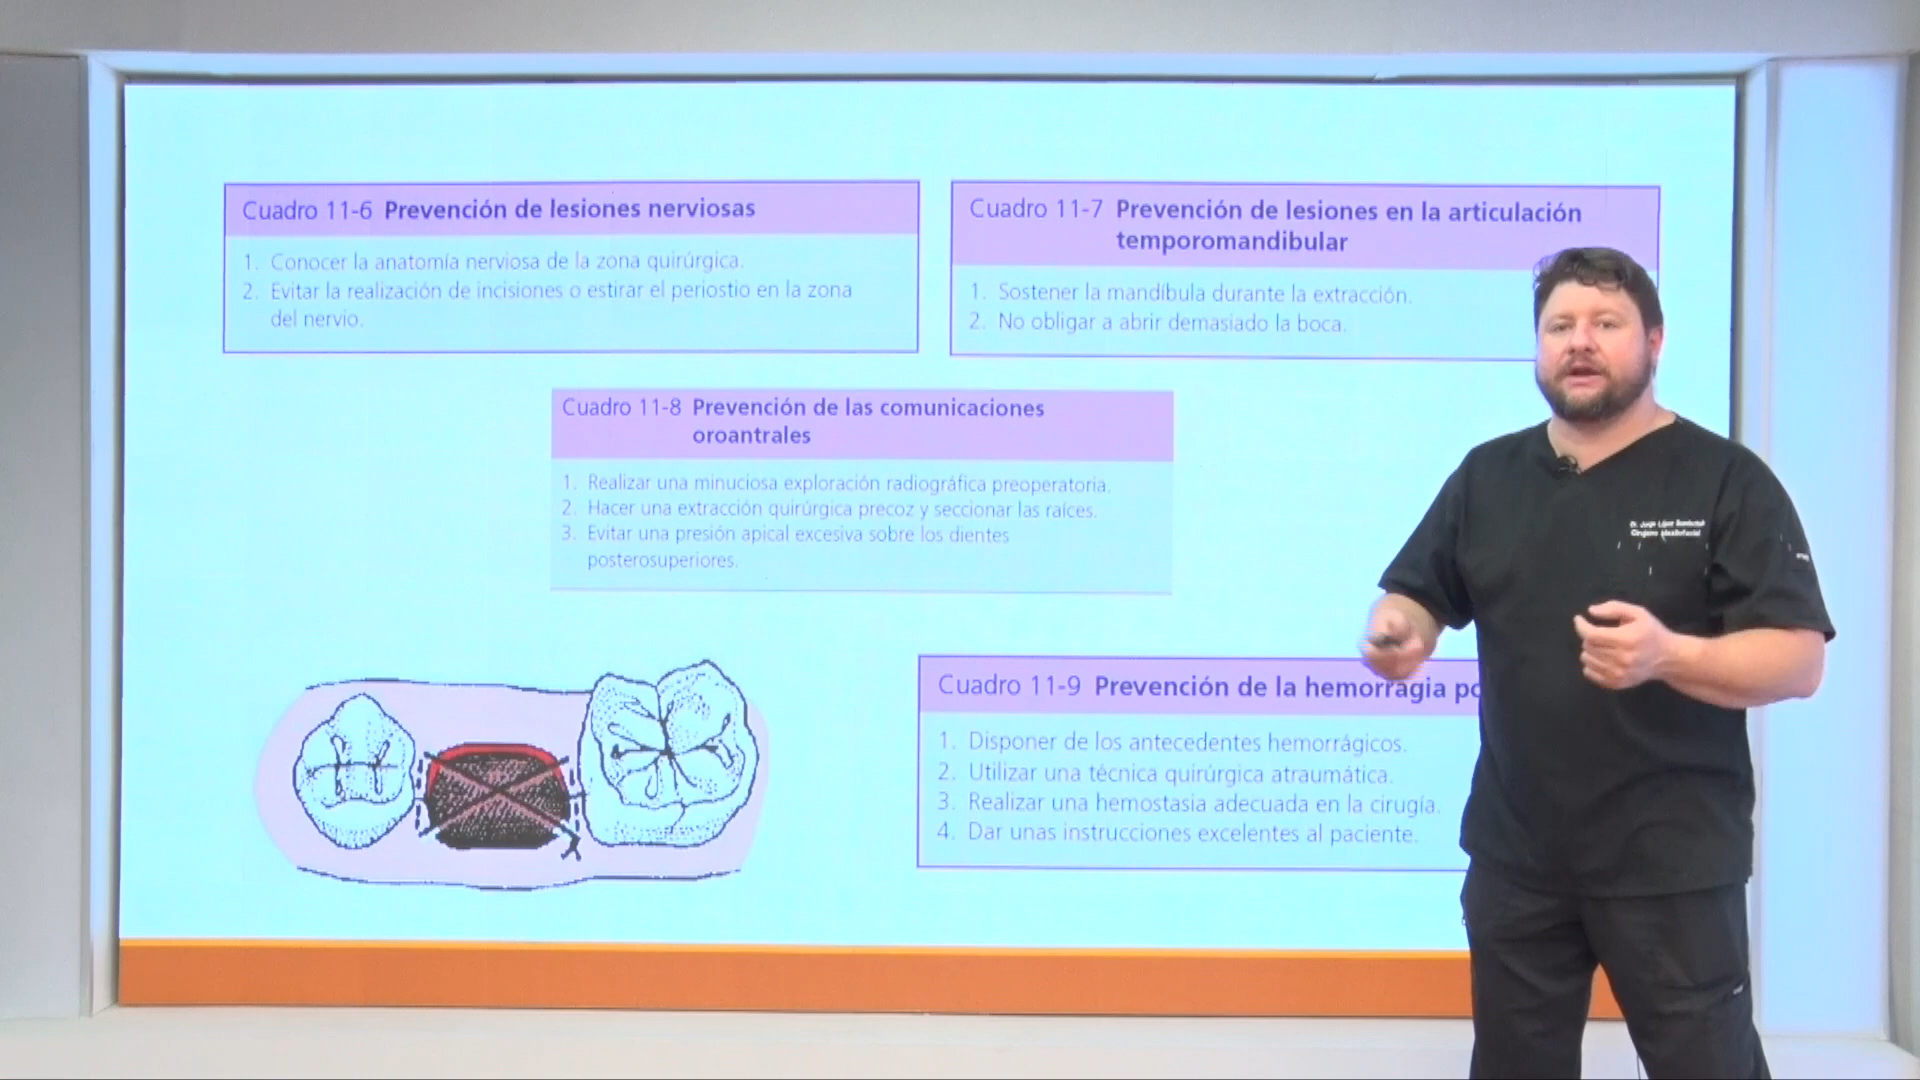 Cuadro 11-6 Prevención de lesiones nerviosas
1. Conocer la anatomía nerviosa de la zona quirúrgica.
2. Evitar la realización de incisiones o estirar el periostio en la zona
del nervio.
Cuadro 11-7 Prevención de lesiones en la articulación
temporomandibular
1. Sostener la mandíbula durante la extracción.
2. No obligar a abrir demasiado la boca.
Cuadro 11-8 Prevención de las comunicaciones
oroantrales
1. Realizar una minuciosa exploración radiográfica preoperatoria.
2. Hacer una extracción quirúrgica precoz y seccionar las raíces.
3. Evitar una presión apical excesiva sobre los dientes
posterosuperiores.
Cuadro 11-9 Prevención de la hemorragia po
1. Disponer de los antecedentes hemorrágicos.
2. Utilizar una técnica quirúrgica atraumática.
3. Realizar una hemostasia adecuada en la cirugía.
4. Dar unas instrucciones excelentes al paciente.
Dr. Jorge López
Cirujano Maxilofacial